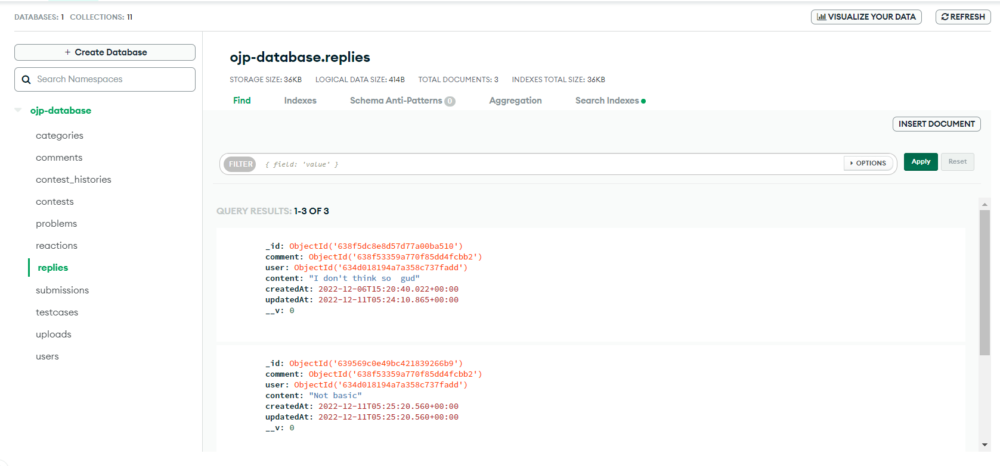 DATABASES: 1 COLLECTIONS: 11
VISUALIZE YOUR DATA
REFRESH
+ Create Database
Search Namespaces
ojp-database
categories
comments
contest_histories
contests
problems
reactions
replies
submissions
testcases
uploads
users
ojp-database.replies
STORAGE SIZE: 36KB LOGICAL DATA SIZE: 414B TOTAL DOCUMENTS: 3 INDEXES TOTAL SIZE: 36KB
Find Indexes Schema Anti-Patterns 0 Aggregation Search Indexes
INSERT DOCUMENT
FILTER { field: 'value' } OPTIONS Apply Reset
QUERY RESULTS: 1-3 OF 3
_id: ObjectId('638f5dc8e8d57d77a00ba510')
comment: ObjectId('638f53359a770f85dd4fcbb2')
user: ObjectId('634d018194a7a358c737fadd')
content: "I don't think so  gud"
createdAt: 2022-12-06T15:20:40.022+00:00
updatedAt: 2022-12-11T05:24:10.865+00:00
__v: 0
_id: ObjectId('639569c0e49bc421839266b9')
comment: ObjectId('638f53359a770f85dd4fcbb2')
user: ObjectId('634d018194a7a358c737fadd')
content: "Not basic"
createdAt: 2022-12-11T05:25:20.560+00:00
updatedAt: 2022-12-11T05:25:20.560+00:00
__v: 0